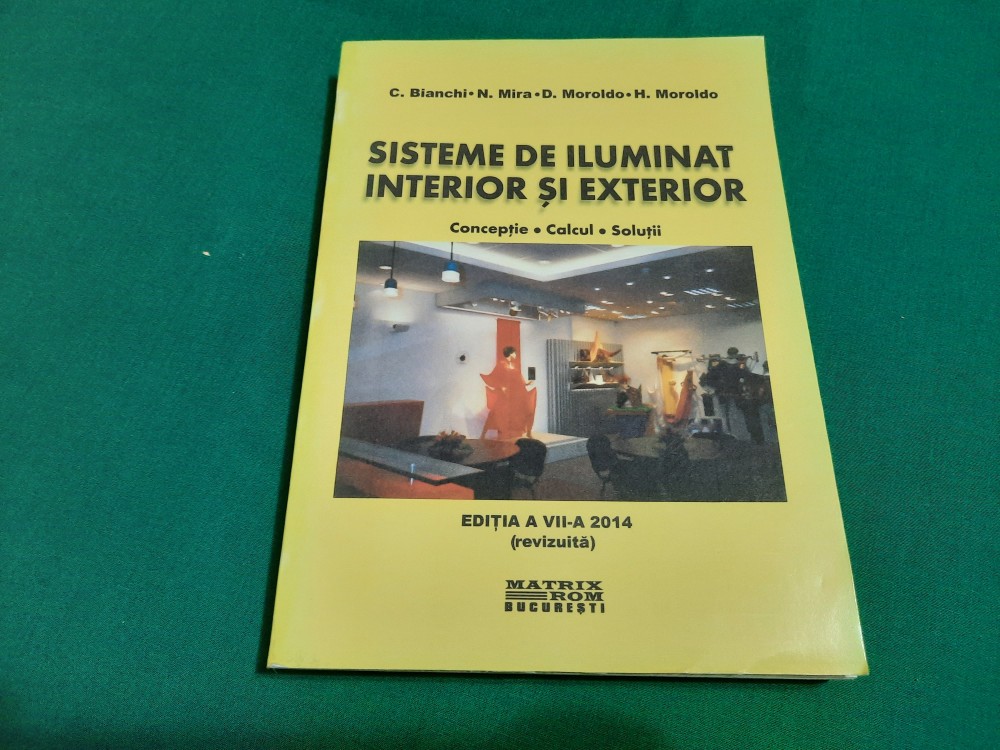 C. Bianchi • N. Mira • D. Moroldo • H. Moroldo
SISTEME DE ILUMINAT
INTERIOR ȘI EXTERIOR
Concepție • Calcul • Soluții
EDIȚIA A VII-A 2014
(revizuită)
MATRIX
ROM
BUCUREȘTI